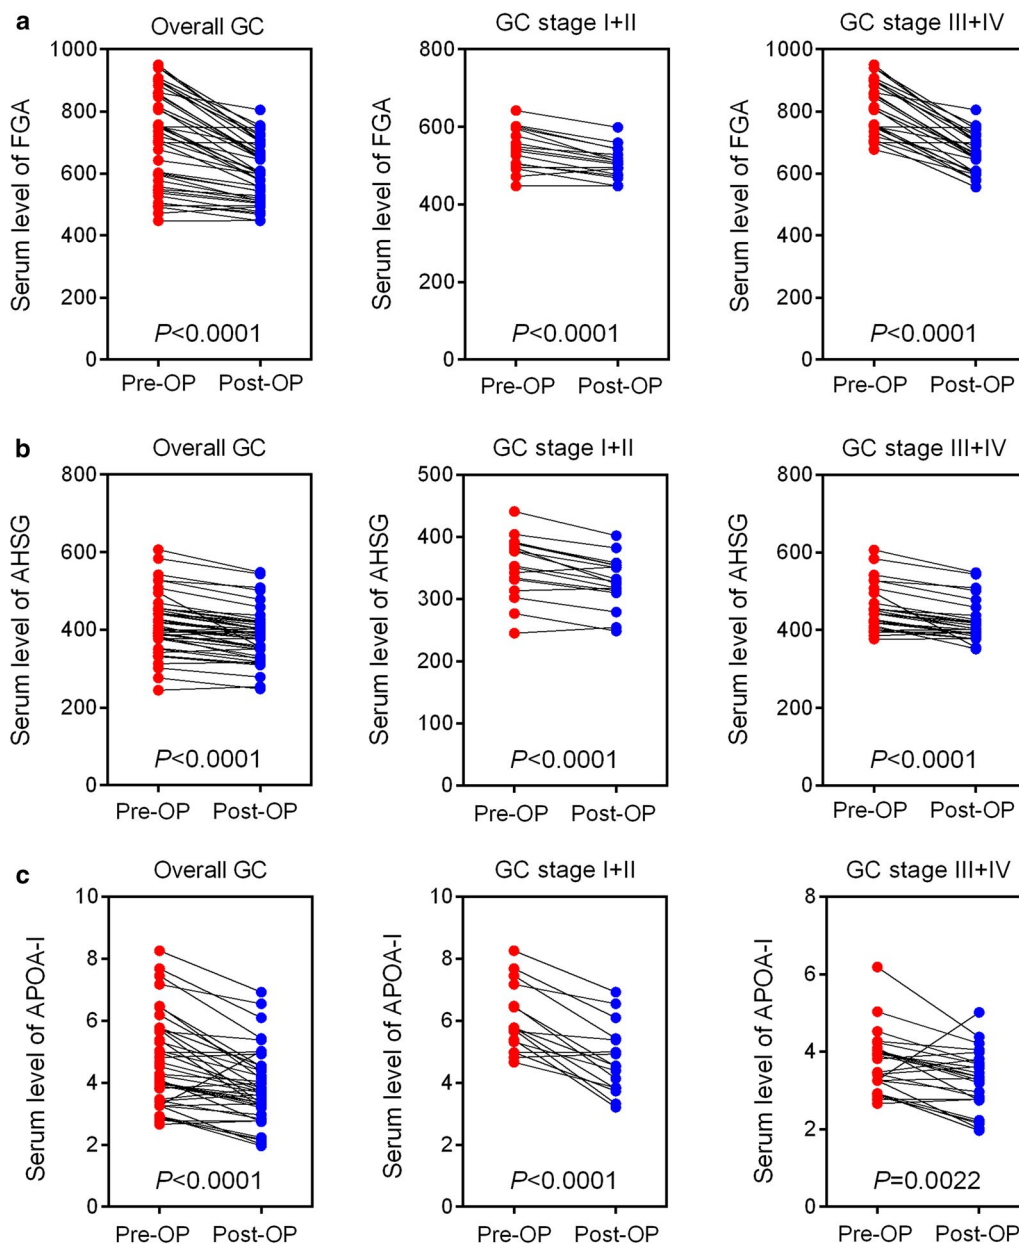 a
Overall GC
GC stage I+II
GC stage III+IV
Serum level of FGA
1000
800
600
400
200
0
P<0.0001
Pre-OP Post-OP
Serum level of FGA
800
600
400
200
0
P<0.0001
Pre-OP Post-OP
Serum level of FGA
1000
800
600
400
200
0
P<0.0001
Pre-OP Post-OP
b
Overall GC
GC stage I+II
GC stage III+IV
Serum level of AHSG
800
600
400
200
0
P<0.0001
Pre-OP Post-OP
Serum level of AHSG
500
400
300
200
100
0
P<0.0001
Pre-OP Post-OP
Serum level of AHSG
800
600
400
200
0
P<0.0001
Pre-OP Post-OP
c
Overall GC
GC stage I+II
GC stage III+IV
Serum level of APOA-I
10
8
6
4
2
0
P<0.0001
Pre-OP Post-OP
Serum level of APOA-I
10
8
6
4
2
0
P<0.0001
Pre-OP Post-OP
Serum level of APOA-I
8
6
4
2
0
P=0.0022
Pre-OP Post-OP